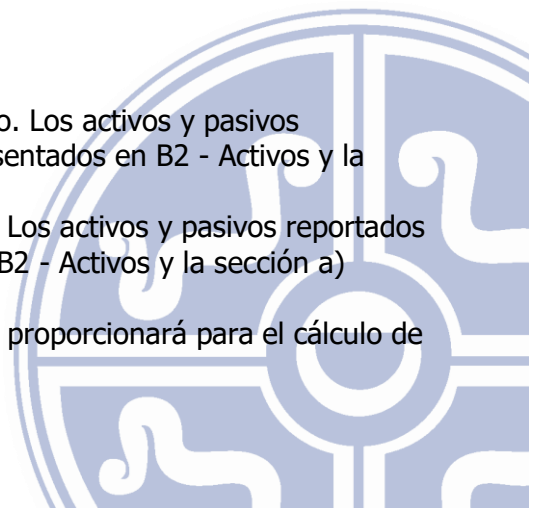 o. Los activos y pasivos
sentados en B2 - Activos y la
Los activos y pasivos reportados
B2 - Activos y la sección a)
proporcionará para el cálculo de